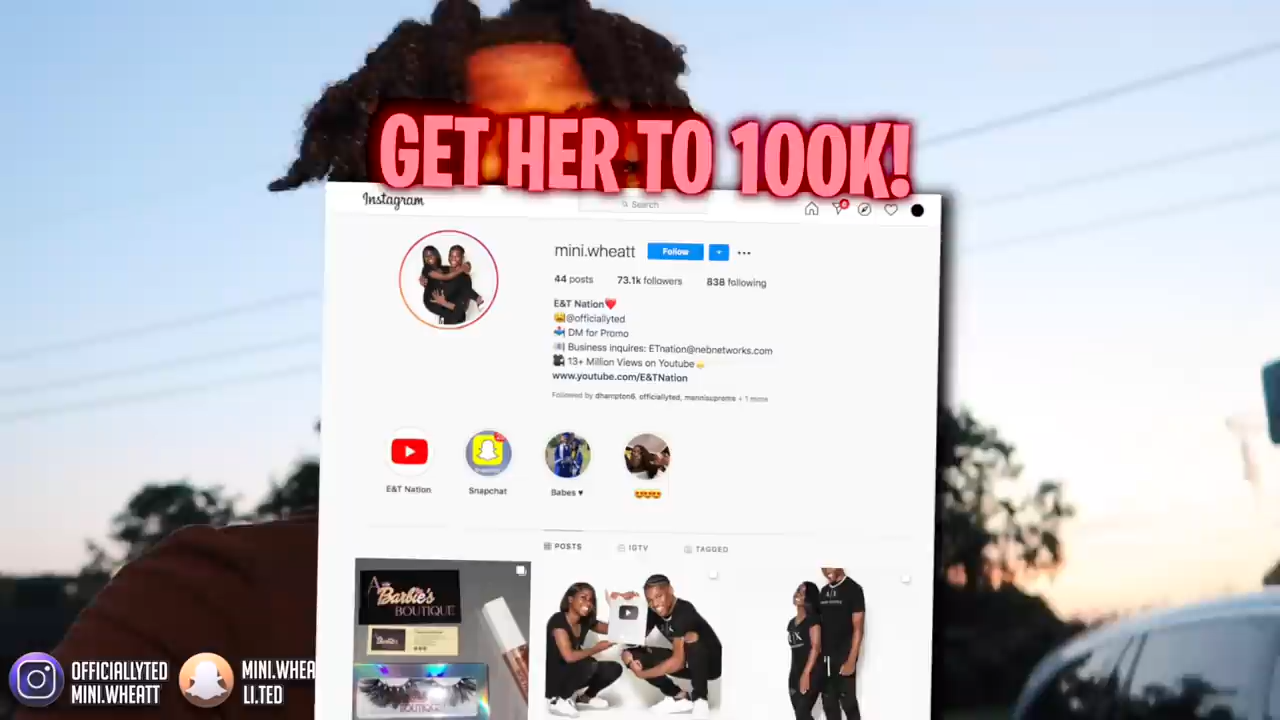 GET HER TO 100K!
Instagram
Search
mini.wheatt Follow
44 posts 73.1k followers 838 following
E&T Nation❤️
😩@officiallyted
DM for Promo
Business inquires: ETnation@nebnetworks.com
🎥 13+ Million Views on Youtube
www.youtube.com/E&TNation
Followed by dhampton6, officiallyted, mannisupreme + 1 more
E&T Nation Snapchat Babes ♥ 😍😍😍
POSTS IGTV TAGGED
Barbie's
BOUTIQUE
BOUTIQUE
OFFICIALLYTED
MINI.WHEATT
MINI.WHEA
LI.TED